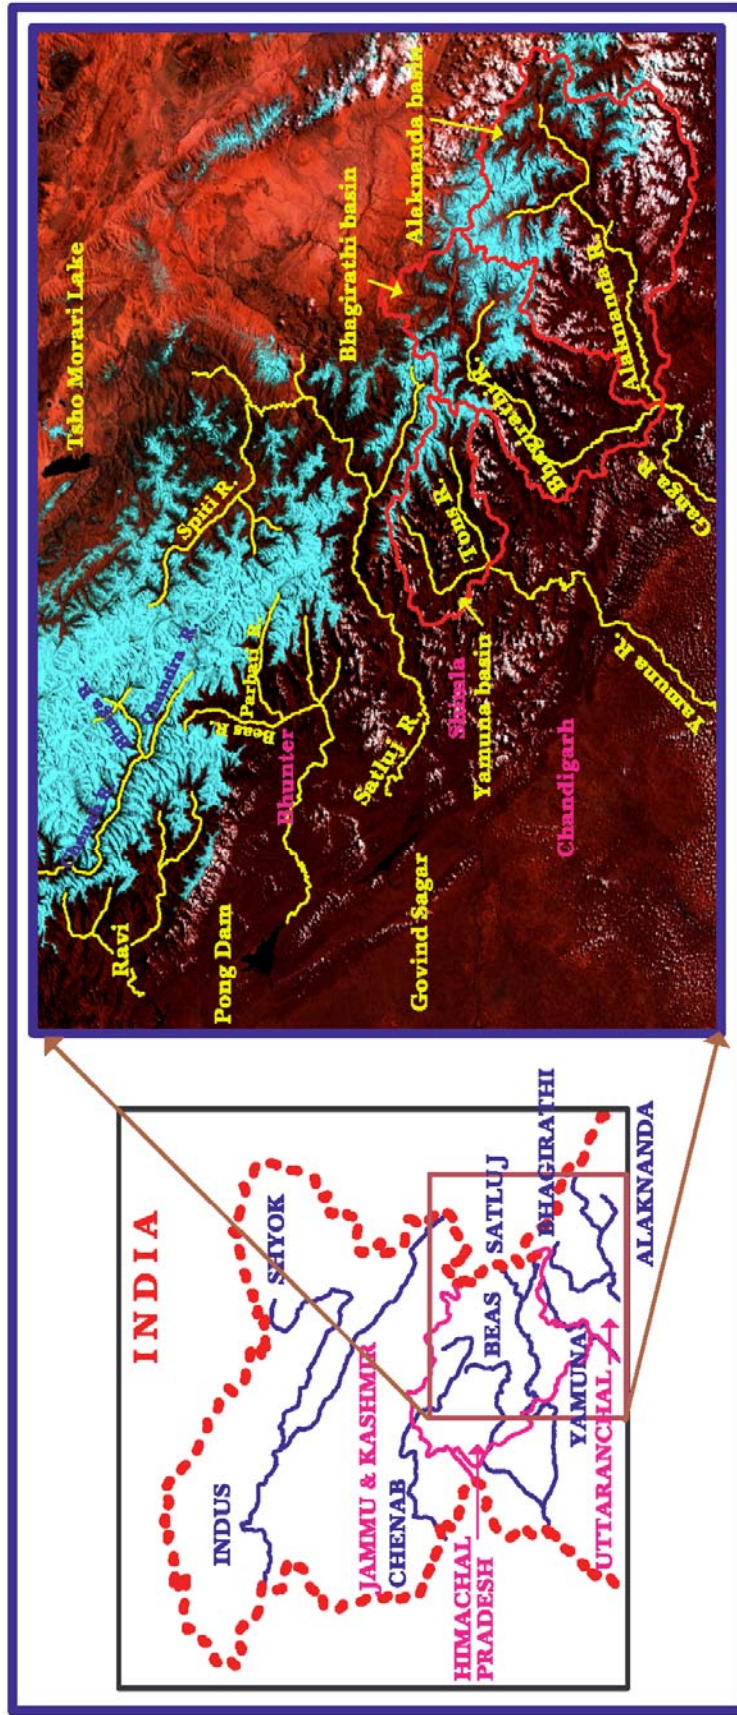 INDIA
SHYOK
INDUS
JAMMU & KASHMIR
CHENAB
HIMACHAL
PRADESH
BEAS
SATLUJ
BHAGIRATHI
YAMUNA
UTTARANCHAL
ALAKNANDA
Tsho Morari Lake
Spiti R.
Chandra R.
Bhaga R.
Chenab R.
Ravi
Beas R.
Parbati R.
Bhunter
Pong Dam
Satluj R.
Govind Sagar
Shimla
Yamuna basin
Chandigarh
Tons R.
Bhagirathi basin
Alaknanda basin
Bhagirathi R.
Alaknanda R.
Ganga R.
Yamuna R.